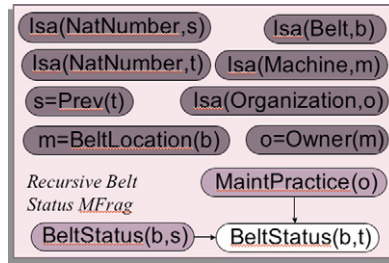 Isa(NatNumber,s) Isa(Belt,b)
Isa(NatNumber,t) Isa(Machine,m)
s=Prev(t) Isa(Organization,o)
m=BeltLocation(b) o=Owner(m)
Recursive Belt MaintPractice(o)
Status MFrag
BeltStatus(b,s) BeltStatus(b,t)